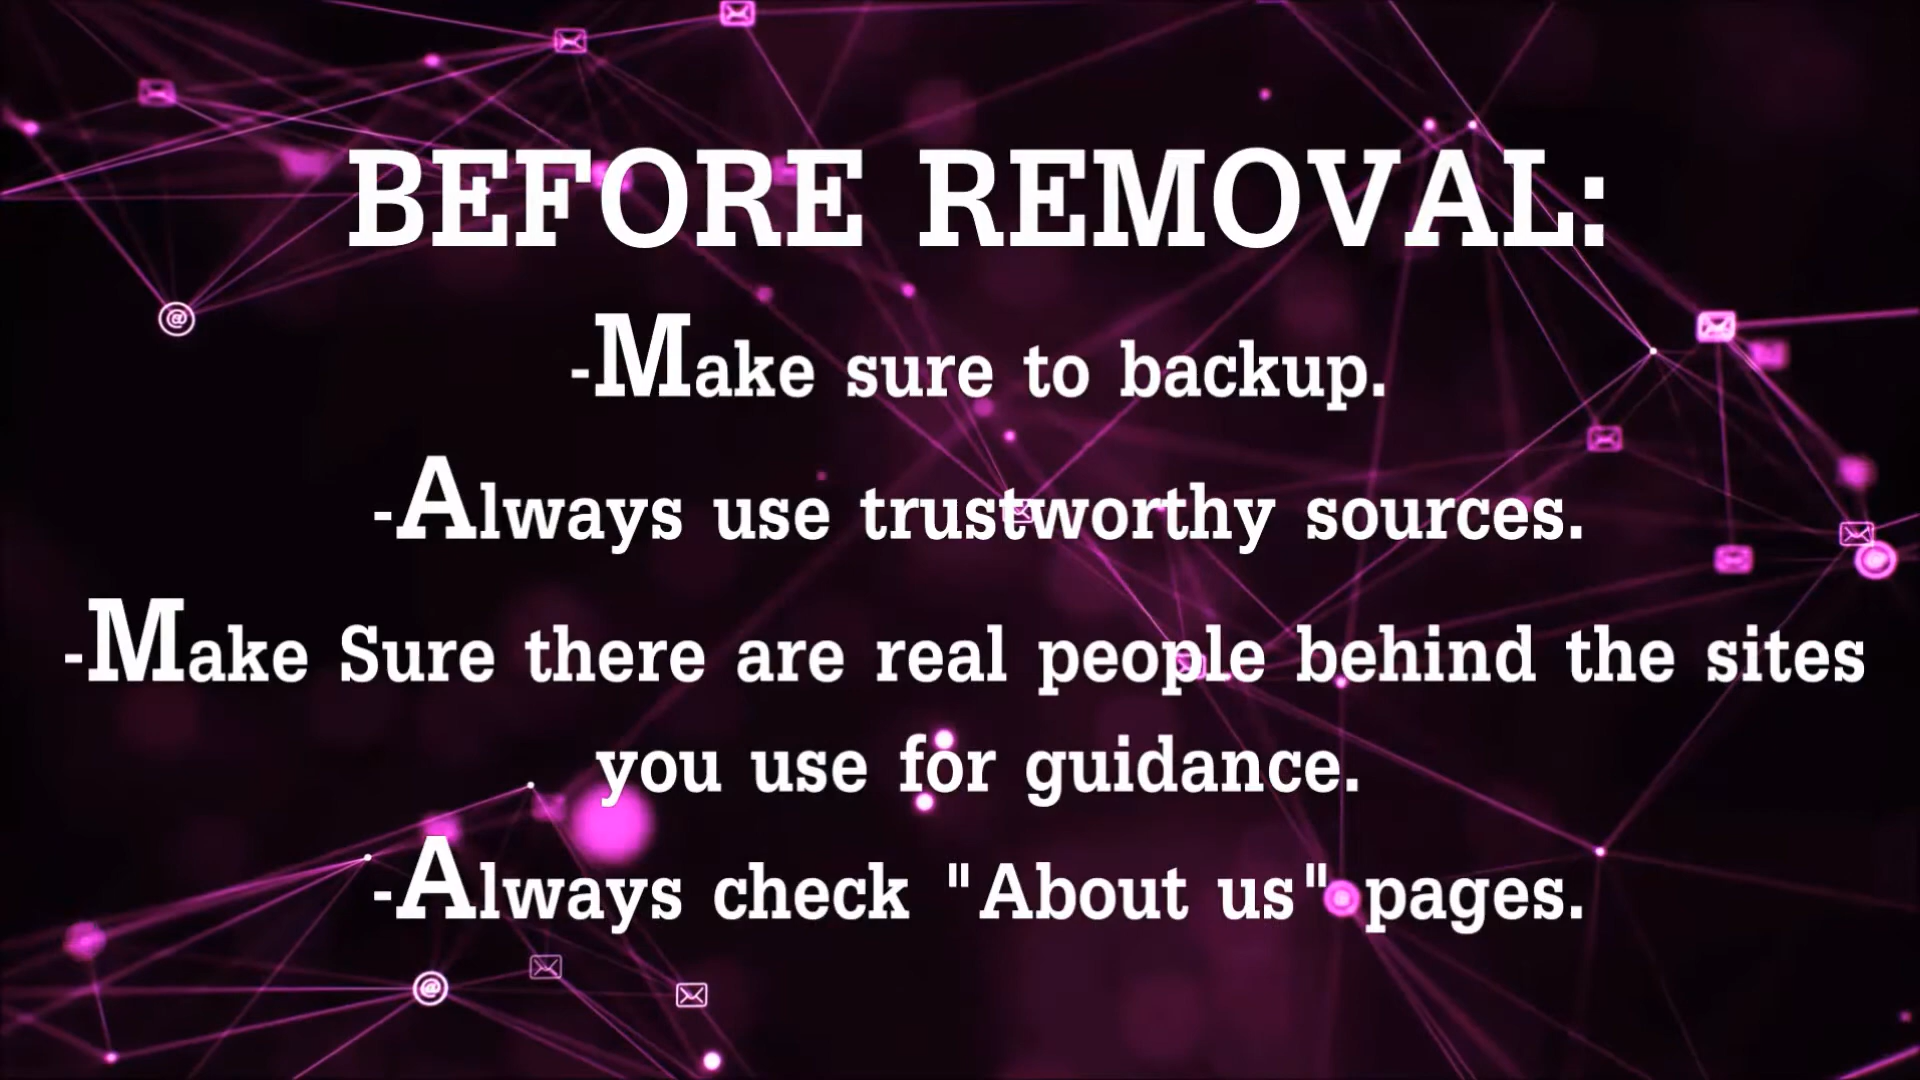 BEFORE REMOVAL:
-Make sure to backup.
-Always use trustworthy sources.
-Make Sure there are real people behind the sites
you use for guidance.
-Always check "About us" pages.